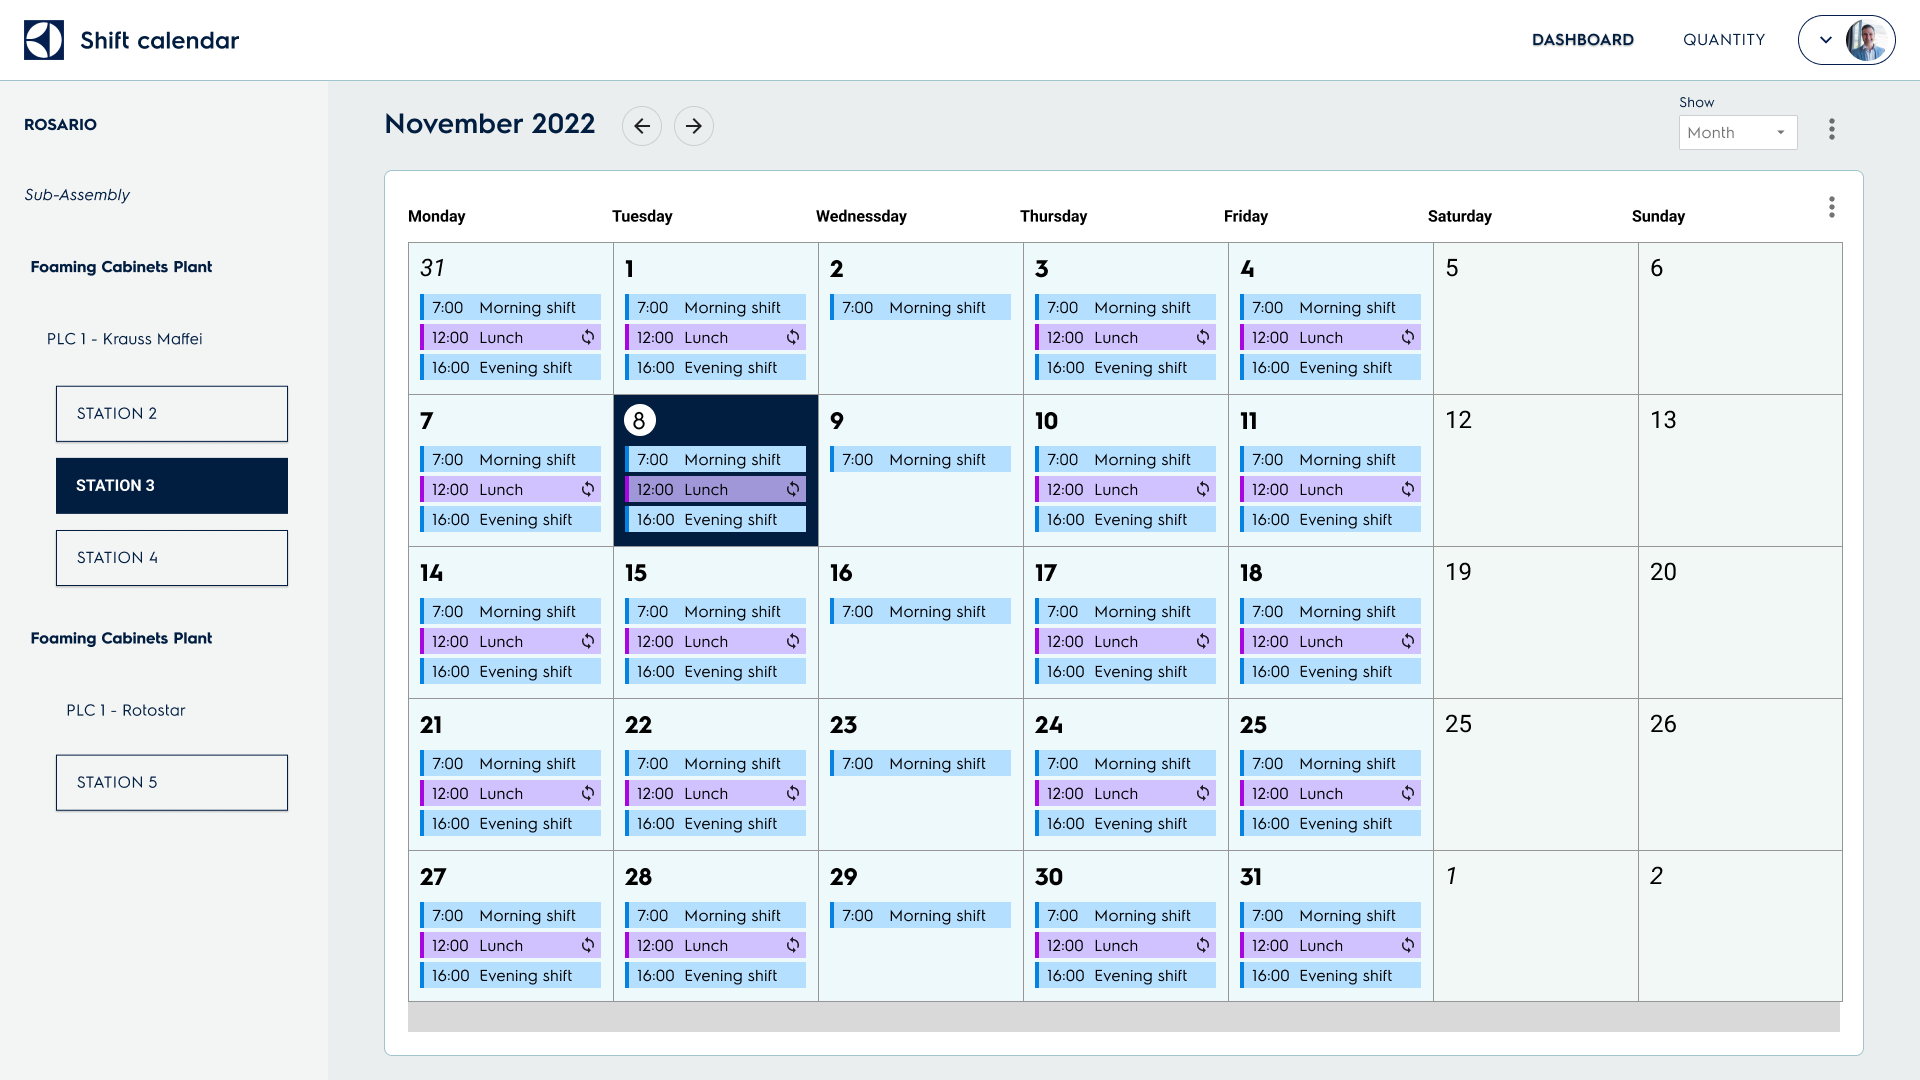 Shift calendar
DASHBOARD
QUANTITY
ROSARIO
Sub-Assembly
Foaming Cabinets Plant
PLC 1 - Krauss Maffei
STATION 2
STATION 3
STATION 4
Foaming Cabinets Plant
PLC 1 - Rotostar
STATION 5
November 2022
Show
Month
Monday Tuesday Wednessday Thursday Friday Saturday Sunday
31 1 2 3 4 5 6
7:00 Morning shift 7:00 Morning shift 7:00 Morning shift 7:00 Morning shift 7:00 Morning shift
12:00 Lunch 12:00 Lunch 12:00 Lunch 12:00 Lunch
16:00 Evening shift 16:00 Evening shift 16:00 Evening shift 16:00 Evening shift
7 8 9 10 11 12 13
7:00 Morning shift 7:00 Morning shift 7:00 Morning shift 7:00 Morning shift 7:00 Morning shift
12:00 Lunch 12:00 Lunch 12:00 Lunch 12:00 Lunch
16:00 Evening shift 16:00 Evening shift 16:00 Evening shift 16:00 Evening shift
14 15 16 17 18 19 20
7:00 Morning shift 7:00 Morning shift 7:00 Morning shift 7:00 Morning shift 7:00 Morning shift
12:00 Lunch 12:00 Lunch 12:00 Lunch 12:00 Lunch
16:00 Evening shift 16:00 Evening shift 16:00 Evening shift 16:00 Evening shift
21 22 23 24 25 25 26
7:00 Morning shift 7:00 Morning shift 7:00 Morning shift 7:00 Morning shift 7:00 Morning shift
12:00 Lunch 12:00 Lunch 12:00 Lunch 12:00 Lunch
16:00 Evening shift 16:00 Evening shift 16:00 Evening shift 16:00 Evening shift
27 28 29 30 31 1 2
7:00 Morning shift 7:00 Morning shift 7:00 Morning shift 7:00 Morning shift 7:00 Morning shift
12:00 Lunch 12:00 Lunch 12:00 Lunch 12:00 Lunch
16:00 Evening shift 16:00 Evening shift 16:00 Evening shift 16:00 Evening shift